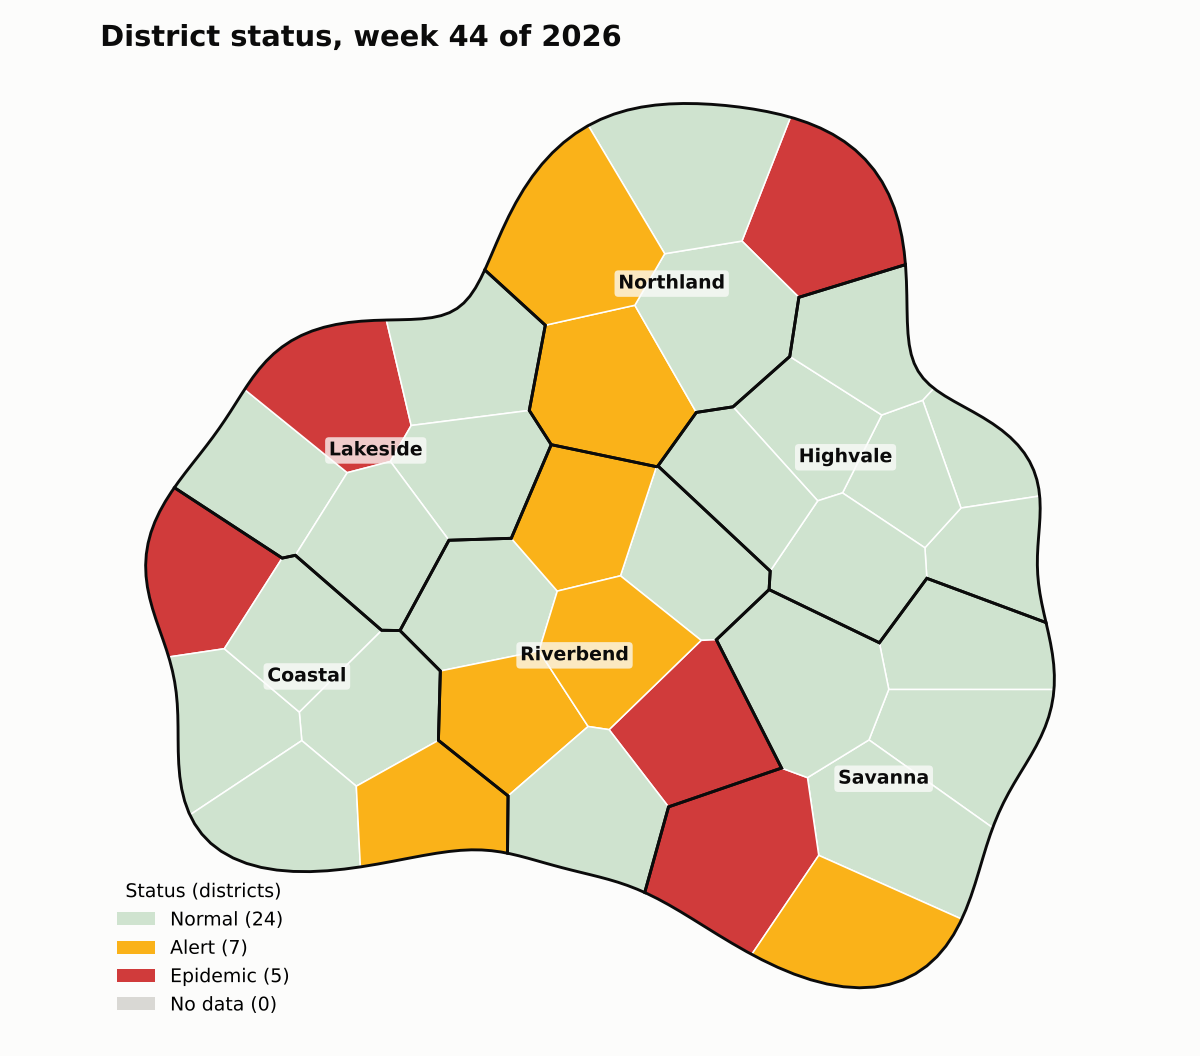 District status, week 44 of 2026
Northland
Lakeside
Highvale
Riverbend
Coastal
Savanna
Status (districts)
Normal (24)
Alert (7)
Epidemic (5)
No data (0)